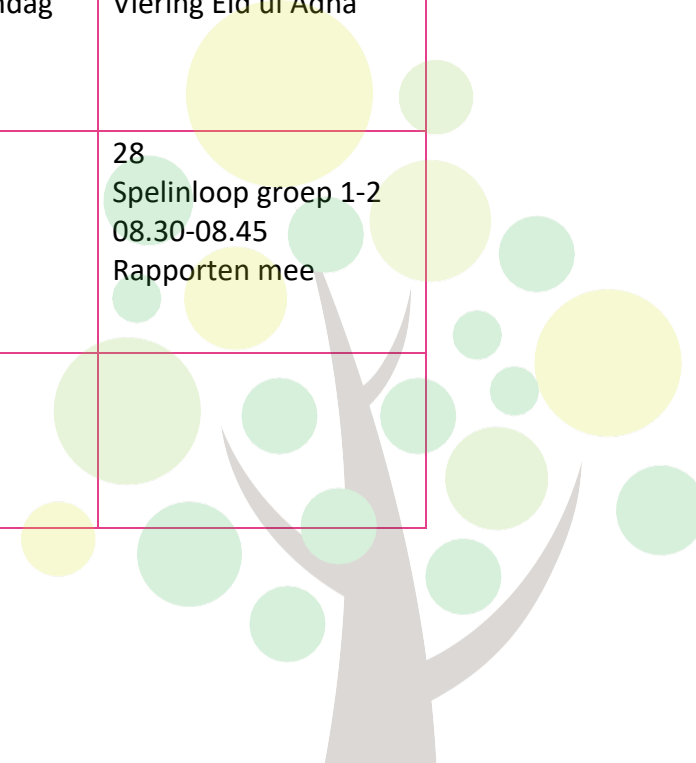 Viering Eid ul Adha
28
Spelinloop groep 1-2
08.30-08.45
Rapporten mee